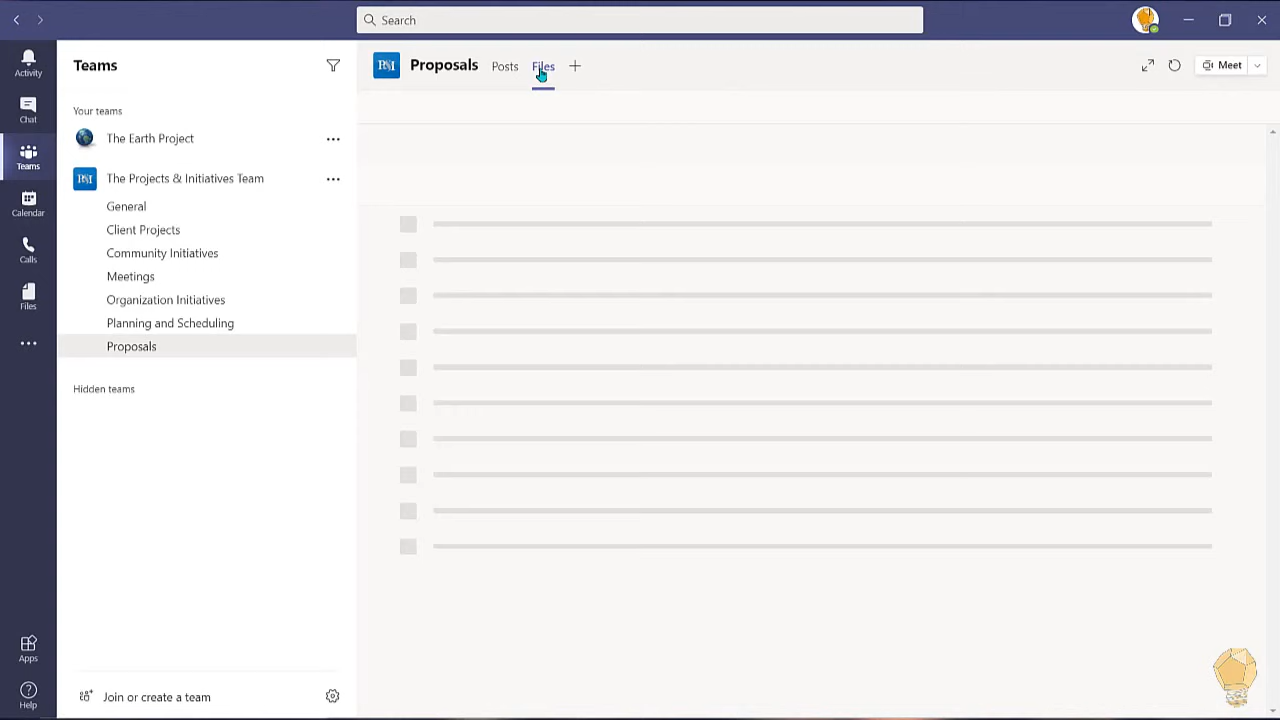 Search
Activity
Chat
Teams
Calendar
Calls
Files
Apps
Help
Teams
Your teams
The Earth Project
P&I The Projects & Initiatives Team
General
Client Projects
Community Initiatives
Meetings
Organization Initiatives
Planning and Scheduling
Proposals
Hidden teams
Join or create a team
P&I Proposals Posts Files
Meet